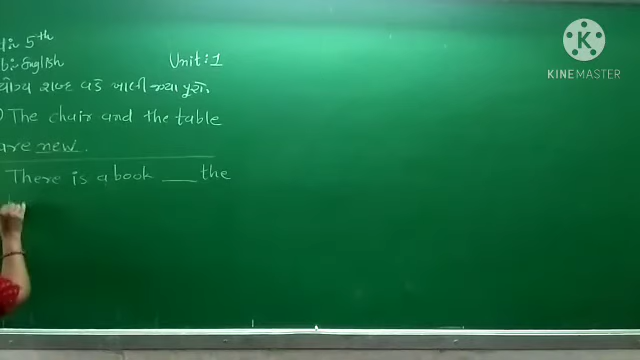 5th
English
Unit: 1
યોગ્ય શબ્દ વડે ખાલી જગ્યા પૂરો.
) The chair and the table
are new.
There is a book ___ the
KINEMASTER